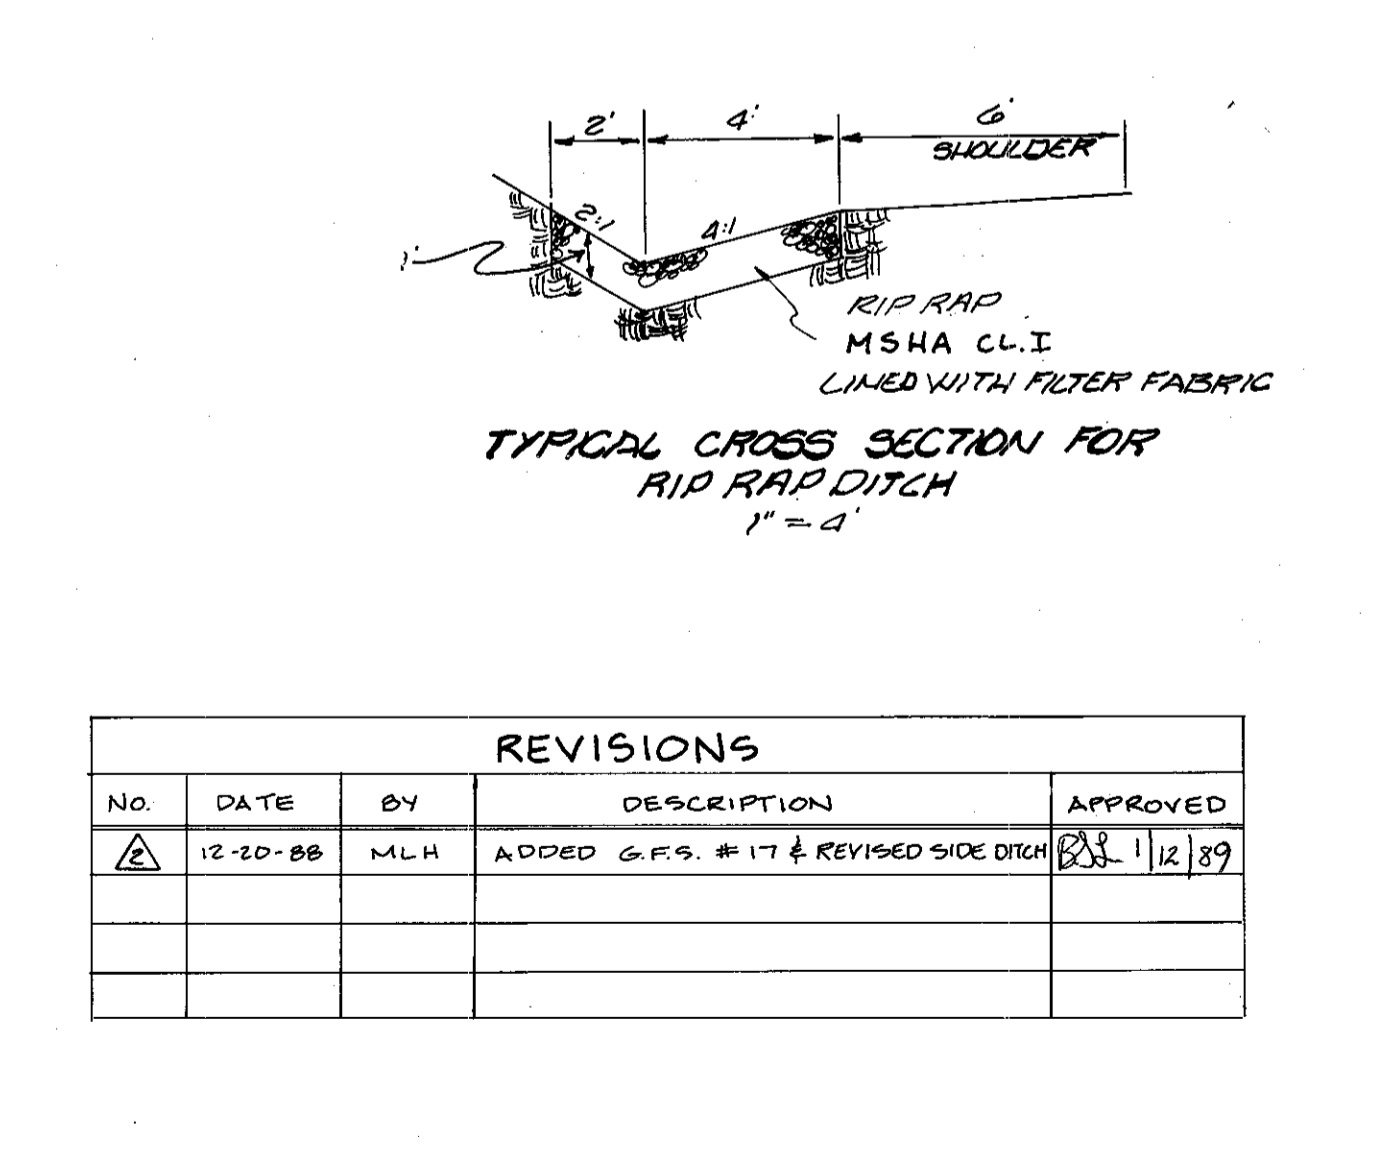 2' 4' 6'
SHOULDER
2:1 4:1
1'
RIP RAP
MSHA CL.I
LINED WITH FILTER FABRIC
TYPICAL CROSS SECTION FOR
RIP RAP DITCH
1" = 4'
REVISIONS
NO. DATE BY DESCRIPTION APPROVED
2 12-20-88 MLH ADDED G.F.S. # 17 & REVISED SIDE DITCH 1/12/89